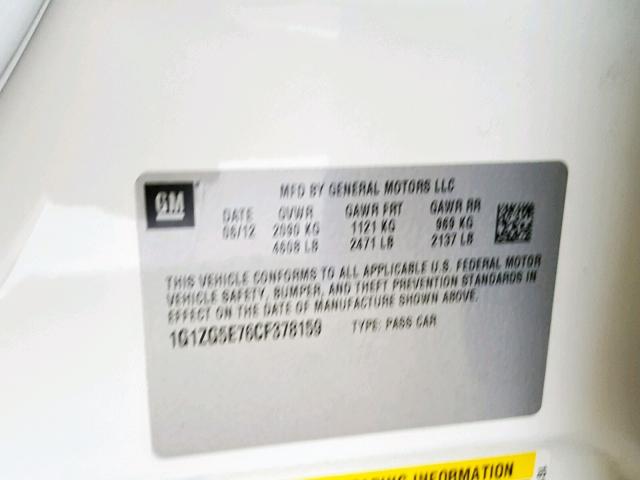 GM
MFD BY GENERAL MOTORS LLC
DATE GVWR GAWR FRT GAWR RR
06/12 2090 KG 1121 KG 969 KG
4608 LB 2471 LB 2137 LB
THIS VEHICLE CONFORMS TO ALL APPLICABLE U.S. FEDERAL MOTOR
VEHICLE SAFETY, BUMPER, AND THEFT PREVENTION STANDARDS IN
EFFECT ON THE DATE OF MANUFACTURE SHOWN ABOVE.
1G1ZG5E76CF378159 TYPE: PASS CAR
INFORMATION